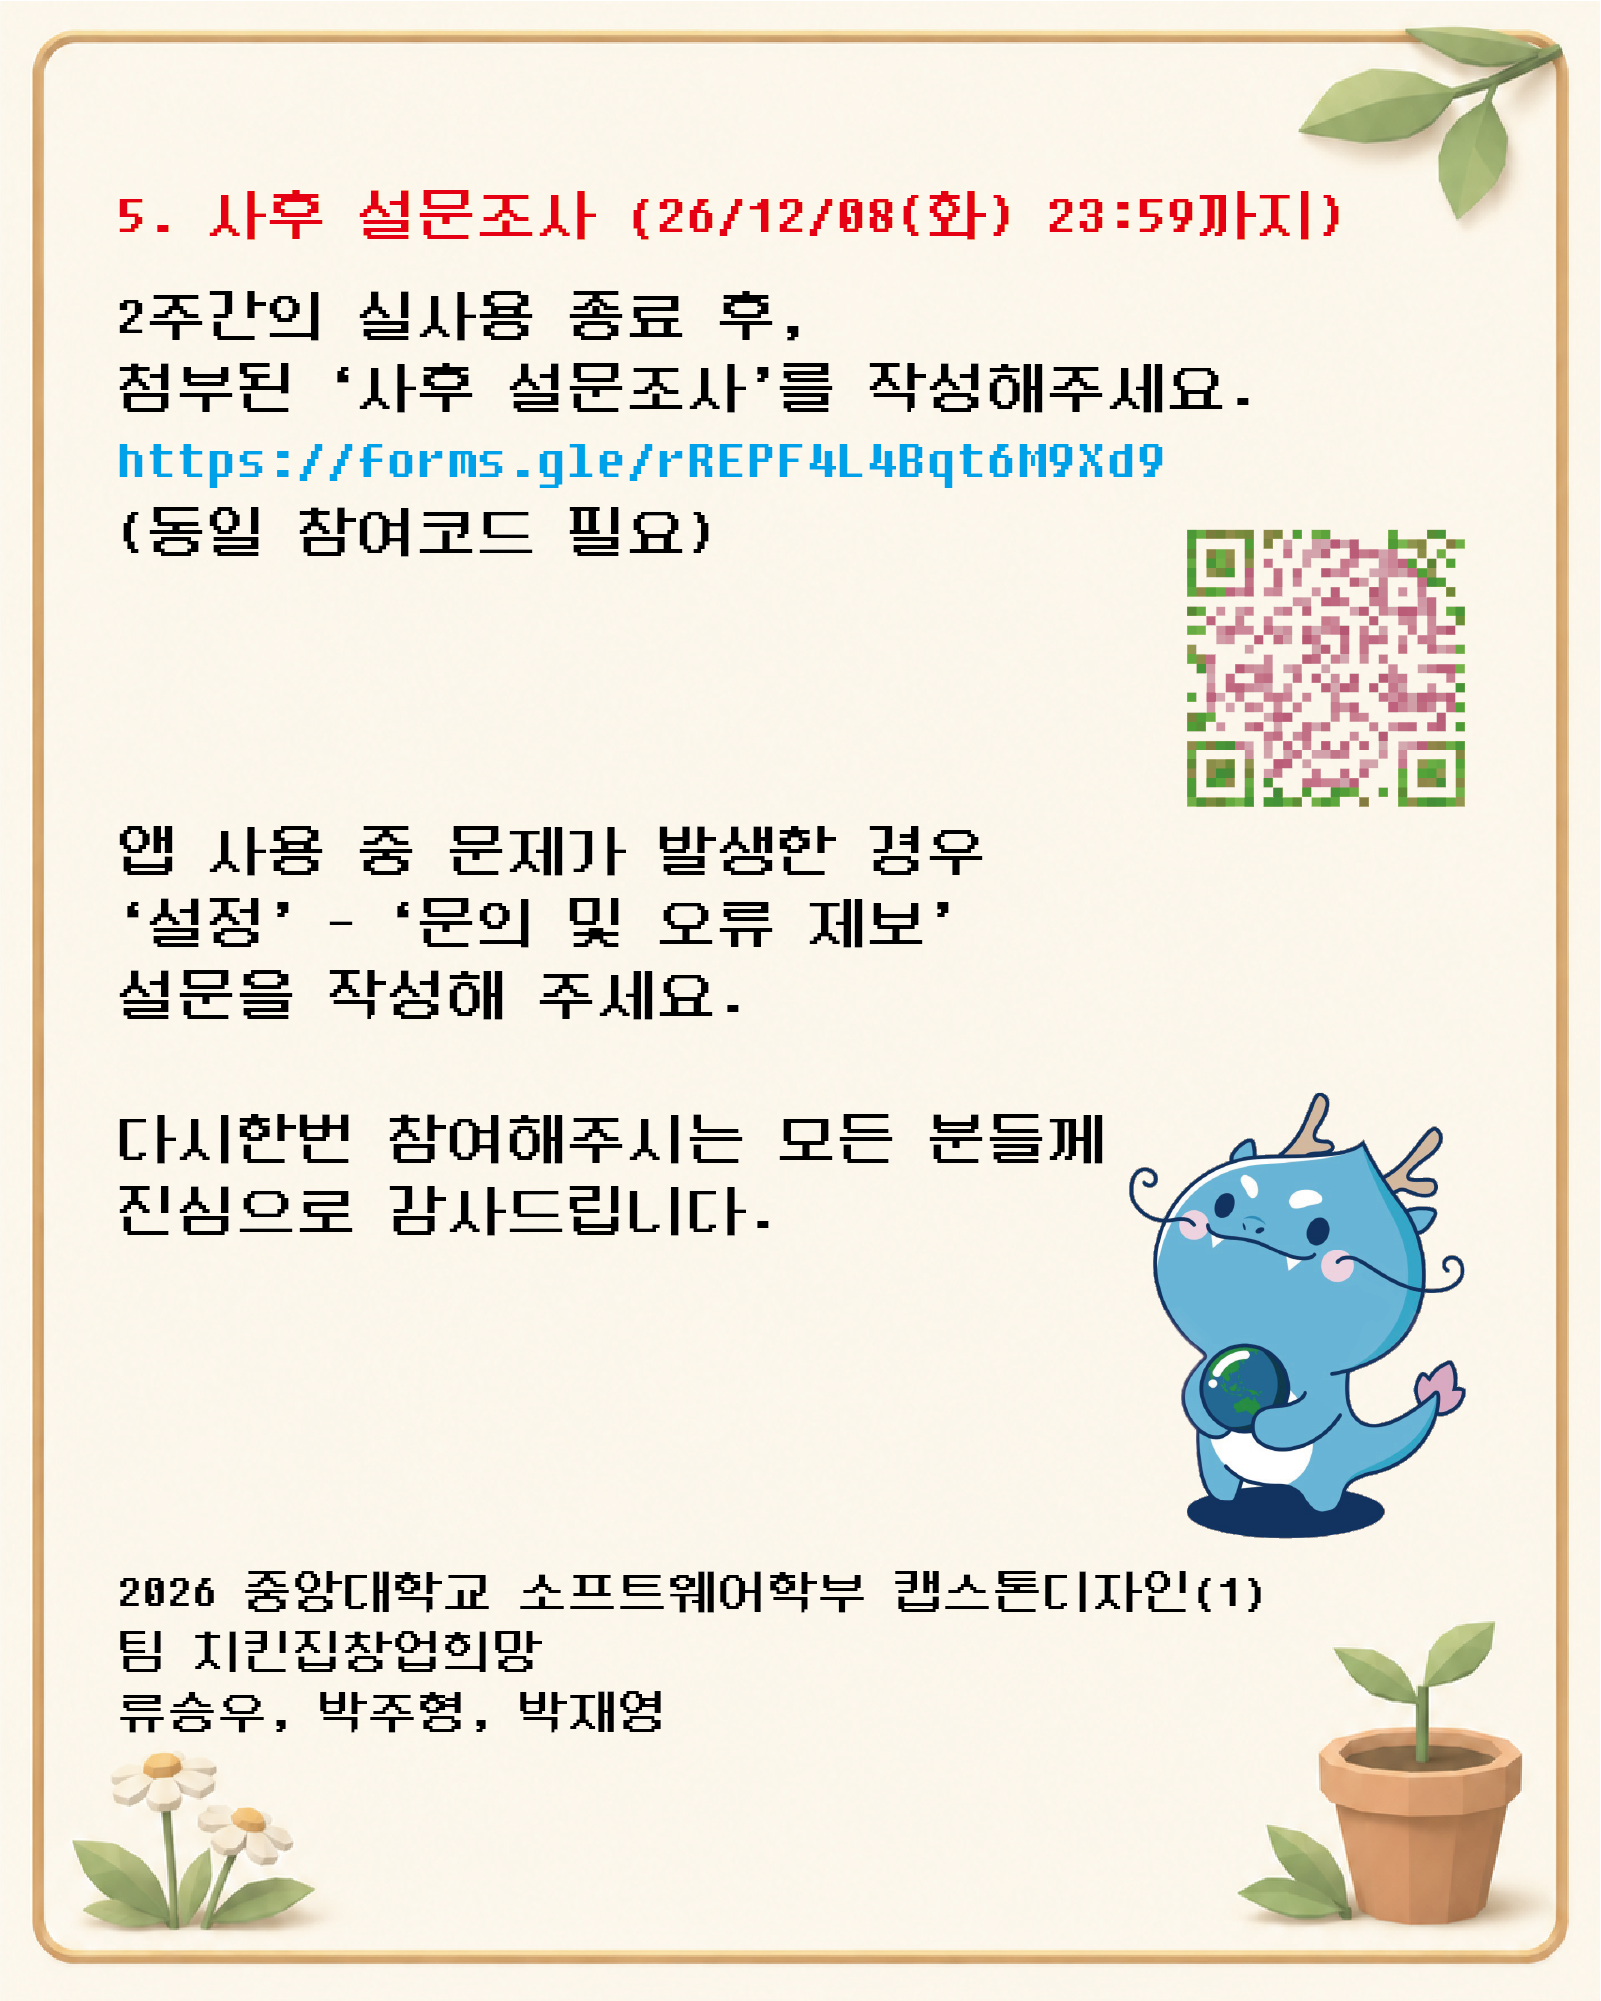 5. 사후 설문조사 (26/12/08(화) 23:59까지)
2주간의 실사용 종료 후,
첨부된 ‘사후 설문조사’를 작성해주세요.
https://forms.gle/rREPF4L4Bqt6M9Xd9
(동일 참여코드 필요)
앱 사용 중 문제가 발생한 경우
‘설정’ - ‘문의 및 오류 제보’
설문을 작성해 주세요.
다시한번 참여해주시는 모든 분들께
진심으로 감사드립니다.
2026 중앙대학교 소프트웨어학부 캡스톤디자인(1)
팀 치킨집창업희망
류승우, 박주형, 박재영